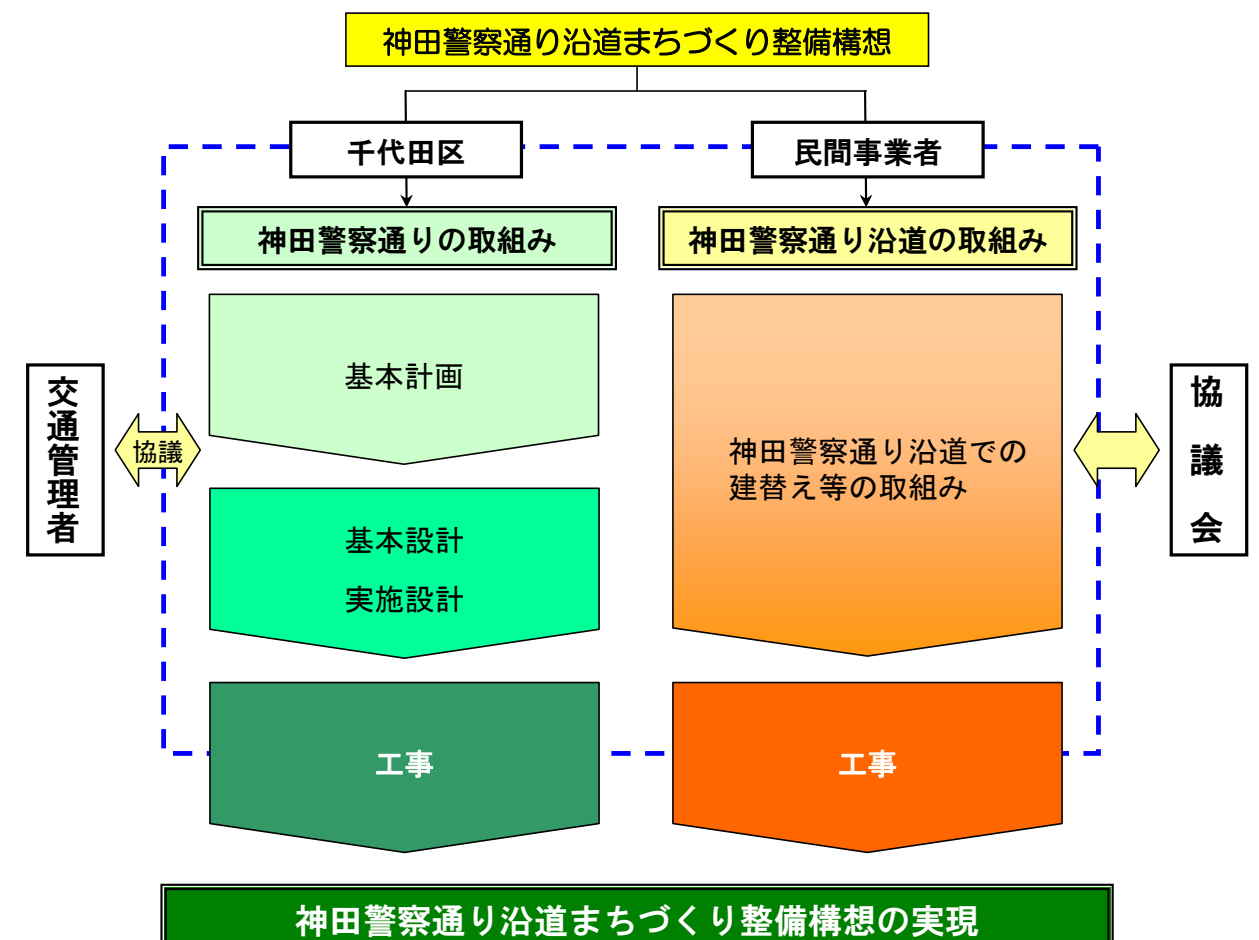 神田警察通り沿道まちづくり整備構想
千代田区
民間事業者
神田警察通りの取組み
神田警察通り沿道の取組み
基本計画
交通管理者
協議
神田警察通り沿道での
建替え等の取組み
協議会
基本設計
実施設計
工事
工事
神田警察通り沿道まちづくり整備構想の実現